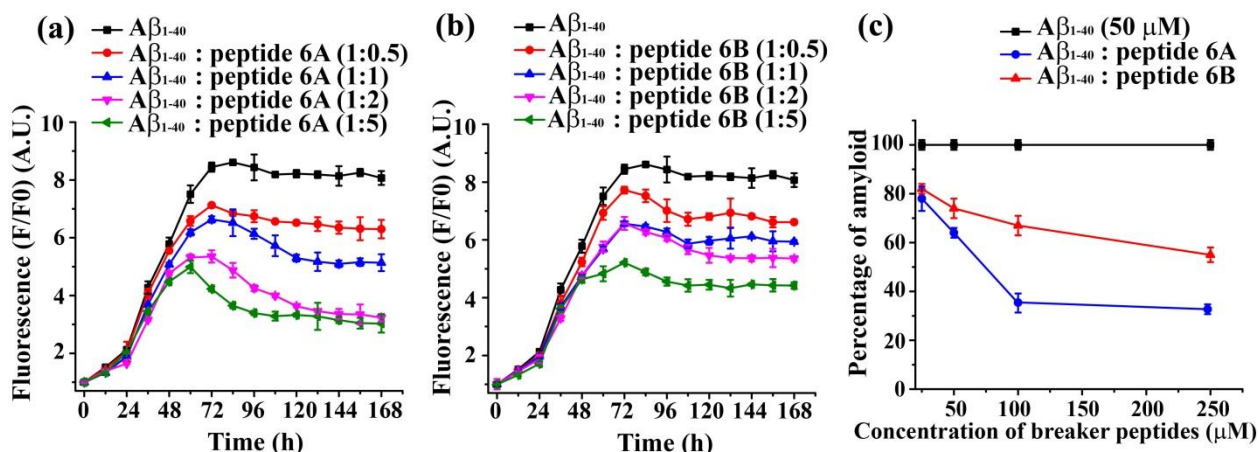 (a)
Aβ1-40
Aβ1-40 : peptide 6A (1:0.5)
Aβ1-40 : peptide 6A (1:1)
Aβ1-40 : peptide 6A (1:2)
Aβ1-40 : peptide 6A (1:5)
Fluorescence (F/F0) (A.U.)
10
8
6
4
2
0 24 48 72 96 120 144 168
Time (h)
(b)
Aβ1-40
Aβ1-40 : peptide 6B (1:0.5)
Aβ1-40 : peptide 6B (1:1)
Aβ1-40 : peptide 6B (1:2)
Aβ1-40 : peptide 6B (1:5)
Fluorescence (F/F0) (A.U.)
10
8
6
4
2
0 24 48 72 96 120 144 168
Time (h)
(c)
Aβ1-40 (50 μM)
Aβ1-40 : peptide 6A
Aβ1-40 : peptide 6B
Percentage of amyloid
100
80
60
40
20
0
50 100 150 200 250
Concentration of breaker peptides (μM)